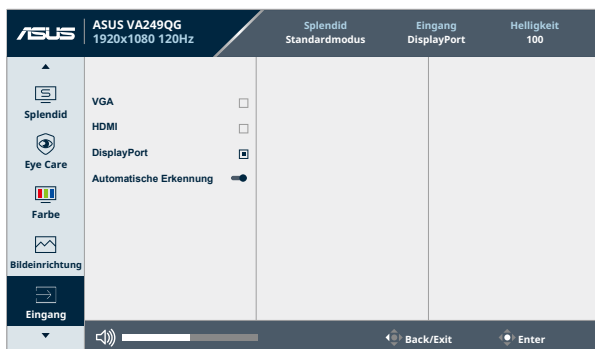 ASUS
ASUS VA249QG
1920x1080 120Hz
Splendid
Standardmodus
Eingang
DisplayPort
Helligkeit
100
S
Splendid
Eye Care
Farbe
Bildeinrichtung
Eingang
VGA
HDMI
DisplayPort
Automatische Erkennung
Back/Exit
Enter